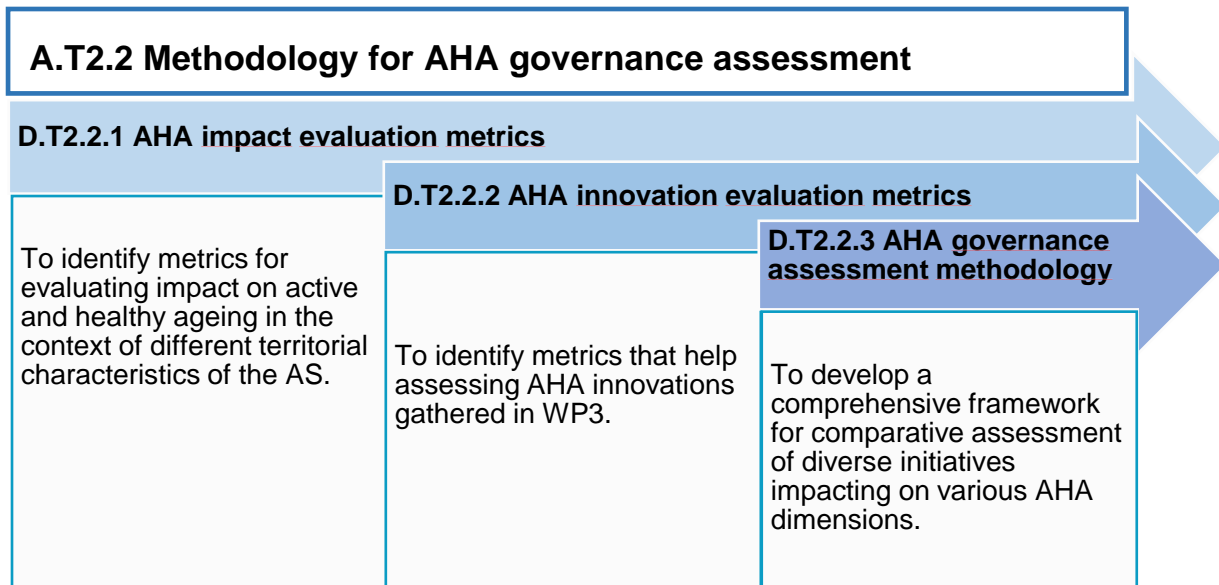 A.T2.2 Methodology for AHA governance assessment
D.T2.2.1 AHA impact evaluation metrics
To identify metrics for
evaluating impact on active
and healthy ageing in the
context of different territorial
characteristics of the AS.
D.T2.2.2 AHA innovation evaluation metrics
To identify metrics that help
assessing AHA innovations
gathered in WP3.
D.T2.2.3 AHA governance
assessment methodology
To develop a
comprehensive framework
for comparative assessment
of diverse initiatives
impacting on various AHA
dimensions.